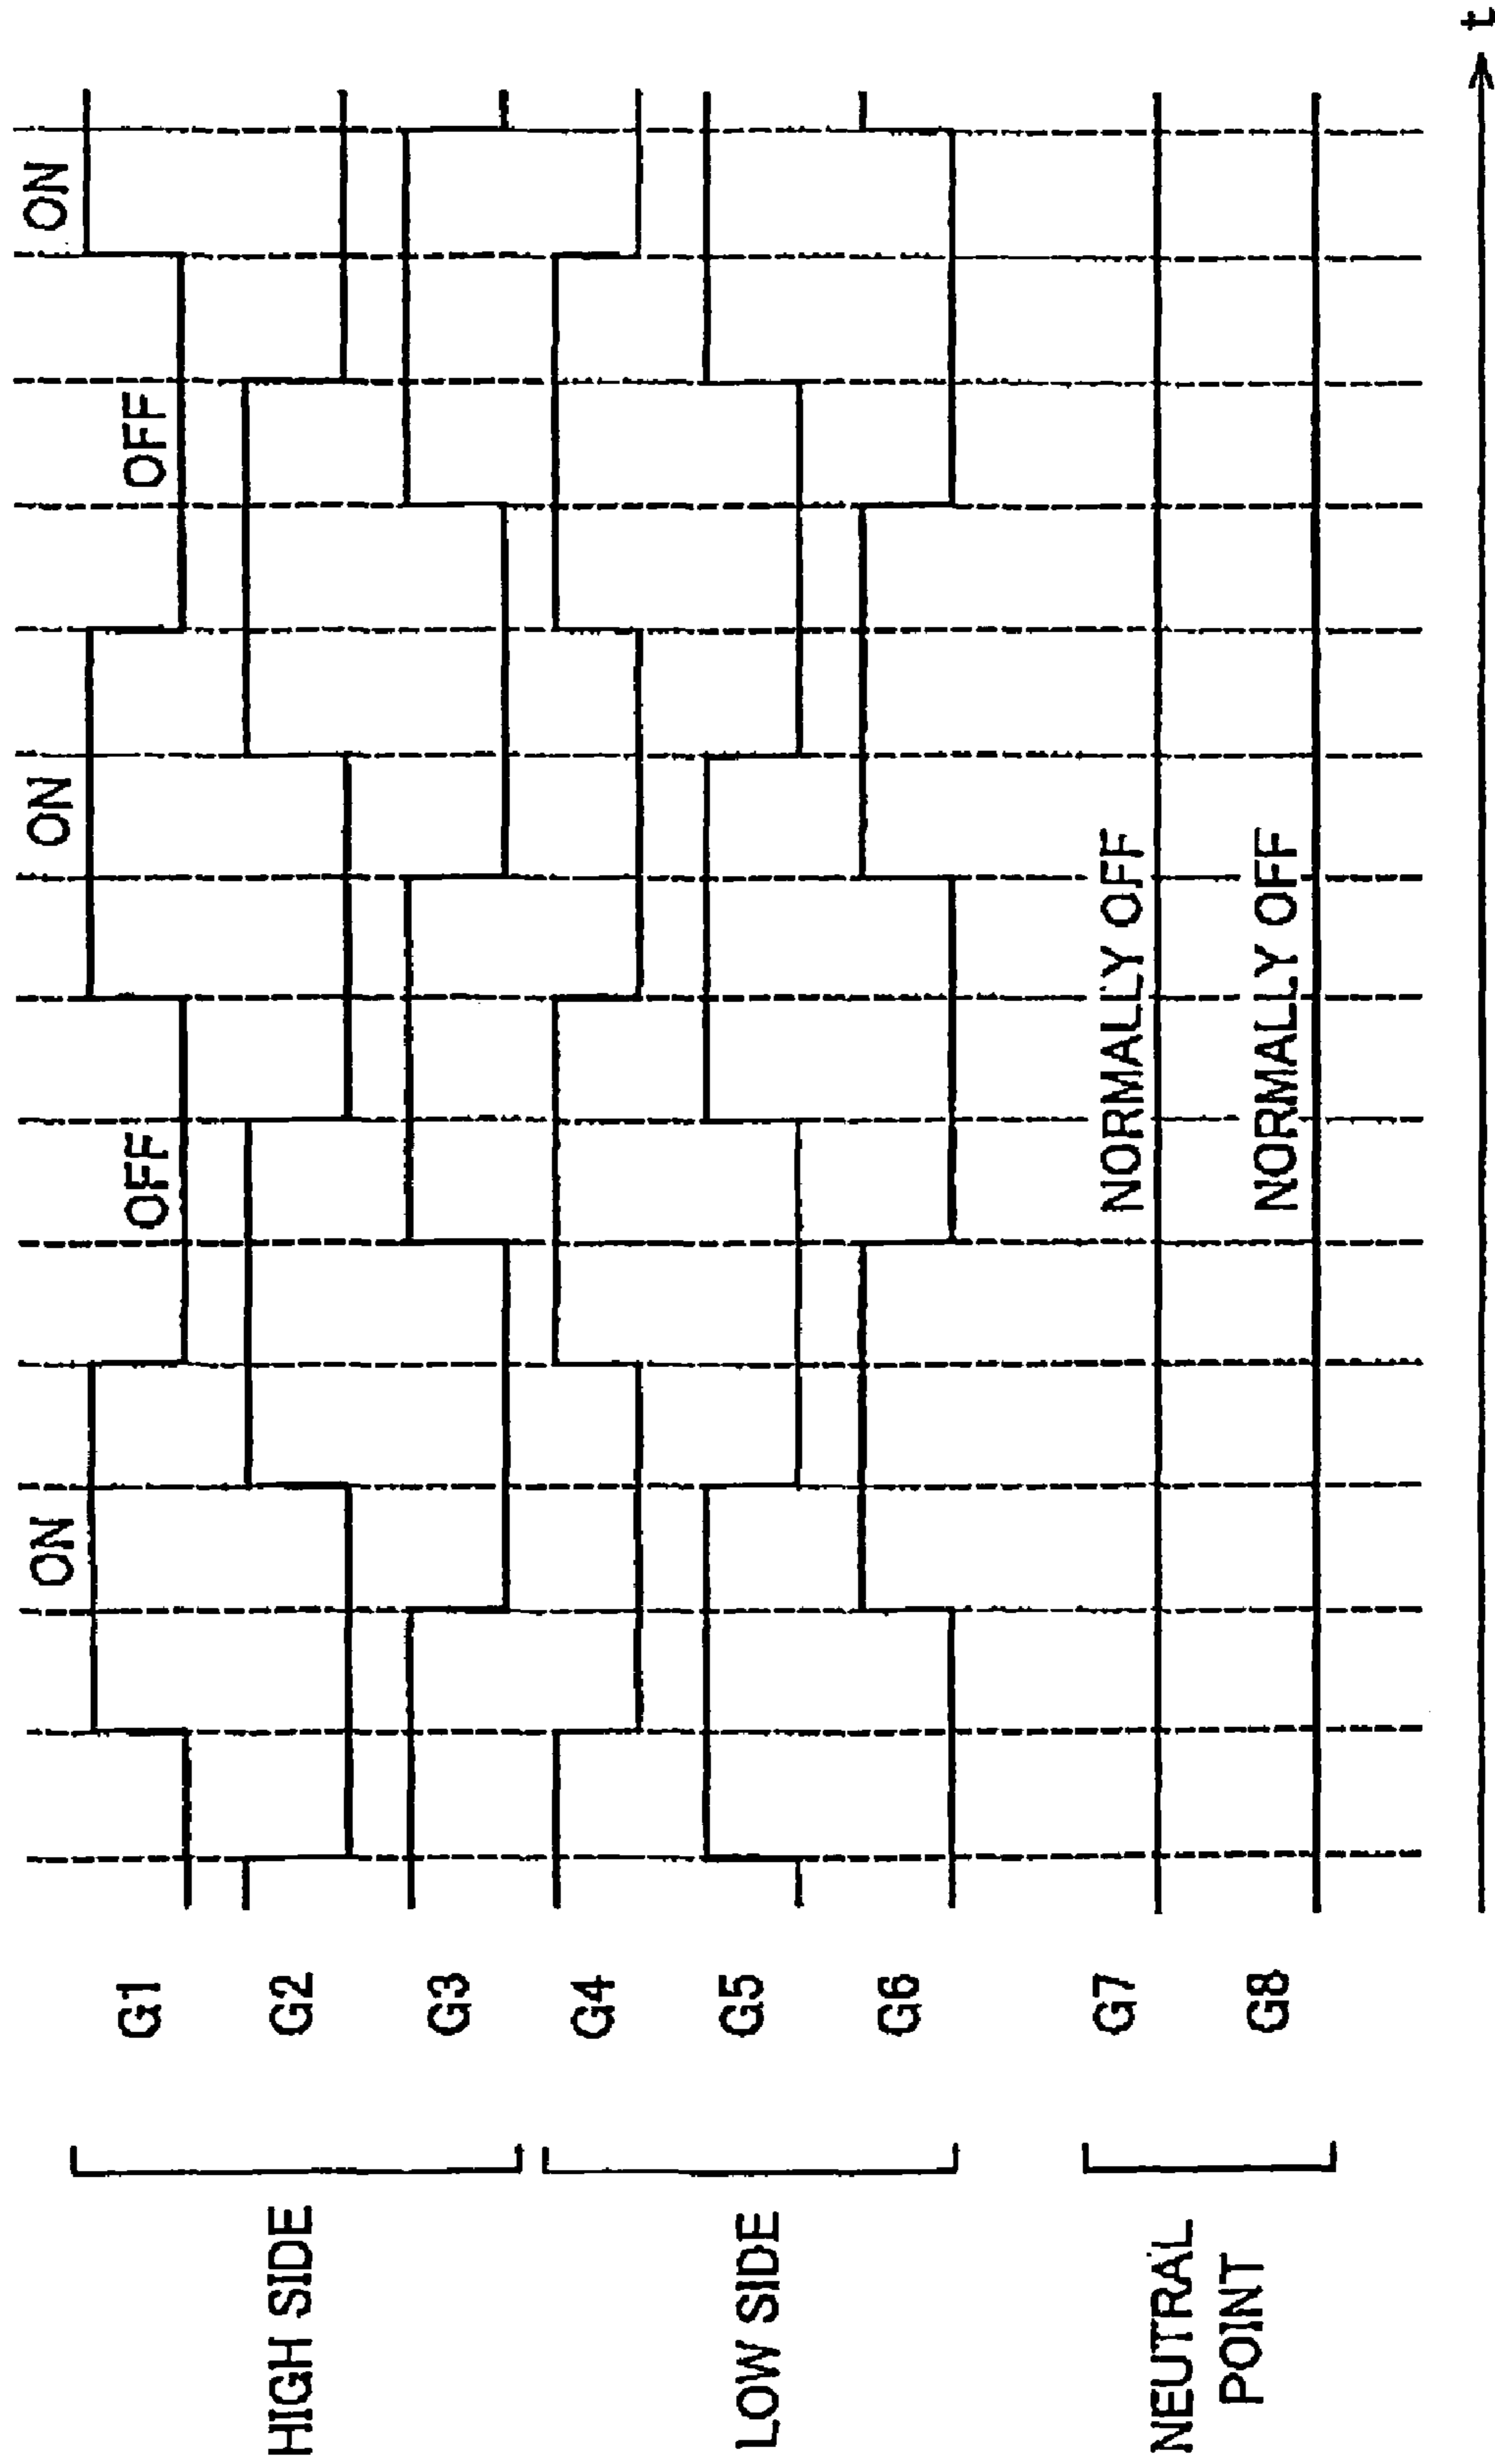 HIGH SIDE
G1
ON
OFF
ON
OFF
ON
G2
G3
LOW SIDE
G4
G5
G6
NEUTRAL
POINT
G7
NORMALLY OFF
G8
NORMALLY OFF
t